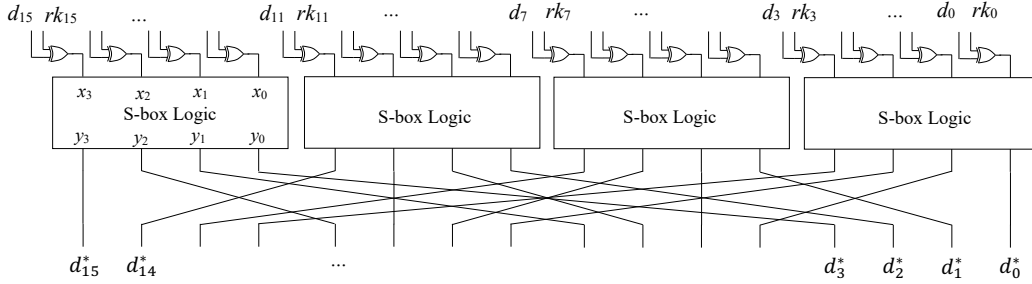 d₁₅ rk₁₅ ... d₁₁ rk₁₁ ... d₇ rk₇ ... d₃ rk₃ ... d₀ rk₀
x₃ x₂ x₁ x₀
S-box Logic S-box Logic S-box Logic S-box Logic
y₃ y₂ y₁ y₀
d*₁₅ d*₁₄ ... d*₃ d*₂ d*₁ d*₀